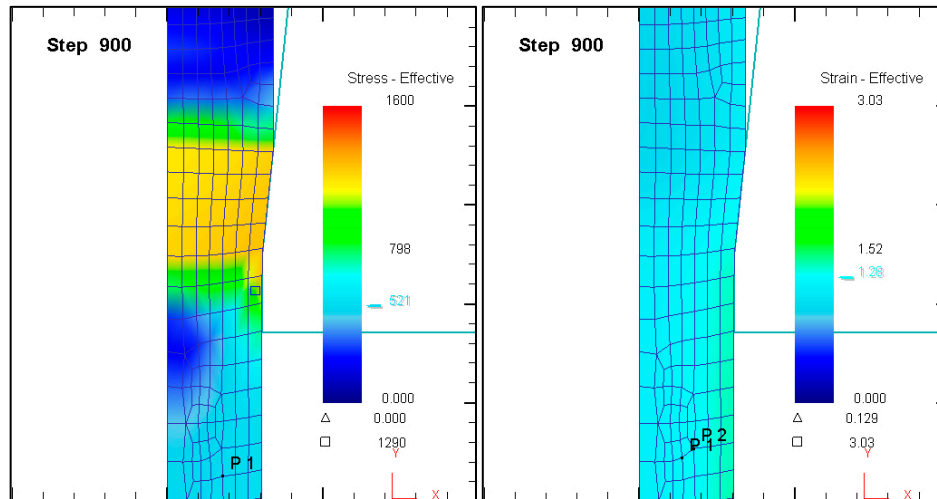 Step 900
Stress - Effective
1600
798
521
0.000
0.000
1290
P 1
Y
X
Step 900
Strain - Effective
3.03
1.52
1.28
0.000
0.129
3.03
P 2
P 1
Y
X